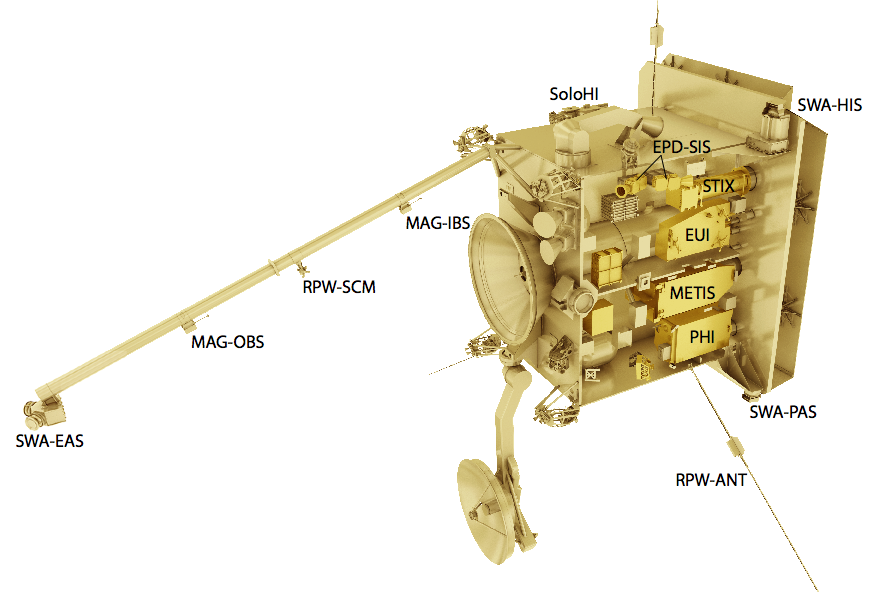 SoloHI
SWA-HIS
EPD-SIS
STIX
MAG-IBS
EUI
RPW-SCM
METIS
MAG-OBS
PHI
SWA-PAS
SWA-EAS
RPW-ANT